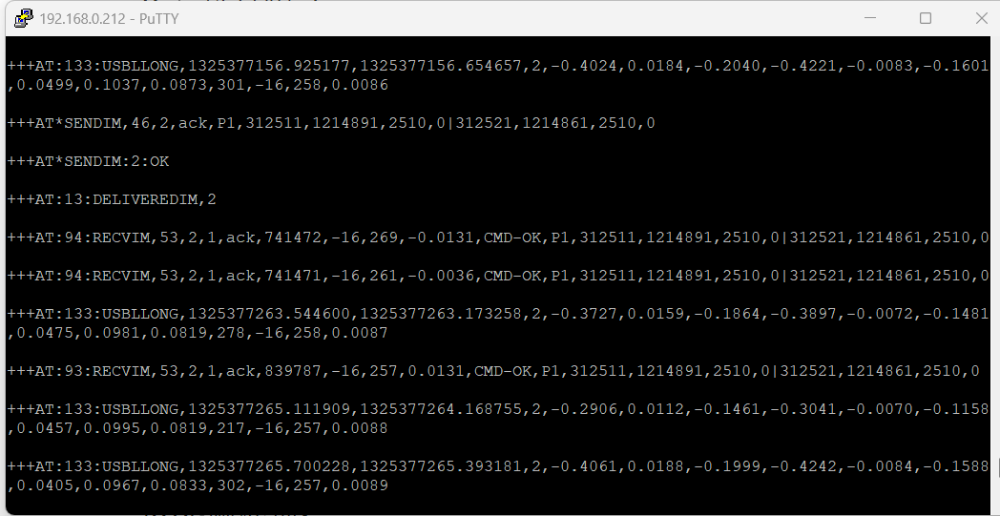 192.168.0.212 - PuTTY
+++AT:133:USBLLONG,1325377156.925177,1325377156.654657,2,-0.4024,0.0184,-0.2040,-0.4221,-0.0083,-0.1601
,0.0499,0.1037,0.0873,301,-16,258,0.0086
+++AT*SENDIM,46,2,ack,P1,312511,1214891,2510,0|312521,1214861,2510,0
+++AT*SENDIM:2:OK
+++AT:13:DELIVEREDIM,2
+++AT:94:RECVIM,53,2,1,ack,741472,-16,269,-0.0131,CMD-OK,P1,312511,1214891,2510,0|312521,1214861,2510,0
+++AT:94:RECVIM,53,2,1,ack,741471,-16,261,-0.0036,CMD-OK,P1,312511,1214891,2510,0|312521,1214861,2510,0
+++AT:133:USBLLONG,1325377263.544600,1325377263.173258,2,-0.3727,0.0159,-0.1864,-0.3897,-0.0072,-0.1481
,0.0475,0.0981,0.0819,278,-16,258,0.0087
+++AT:93:RECVIM,53,2,1,ack,839787,-16,257,0.0131,CMD-OK,P1,312511,1214891,2510,0|312521,1214861,2510,0
+++AT:133:USBLLONG,1325377265.111909,1325377264.168755,2,-0.2906,0.0112,-0.1461,-0.3041,-0.0070,-0.1158
,0.0457,0.0995,0.0819,217,-16,257,0.0088
+++AT:133:USBLLONG,1325377265.700228,1325377265.393181,2,-0.4061,0.0188,-0.1999,-0.4242,-0.0084,-0.1588
,0.0405,0.0967,0.0833,302,-16,257,0.0089